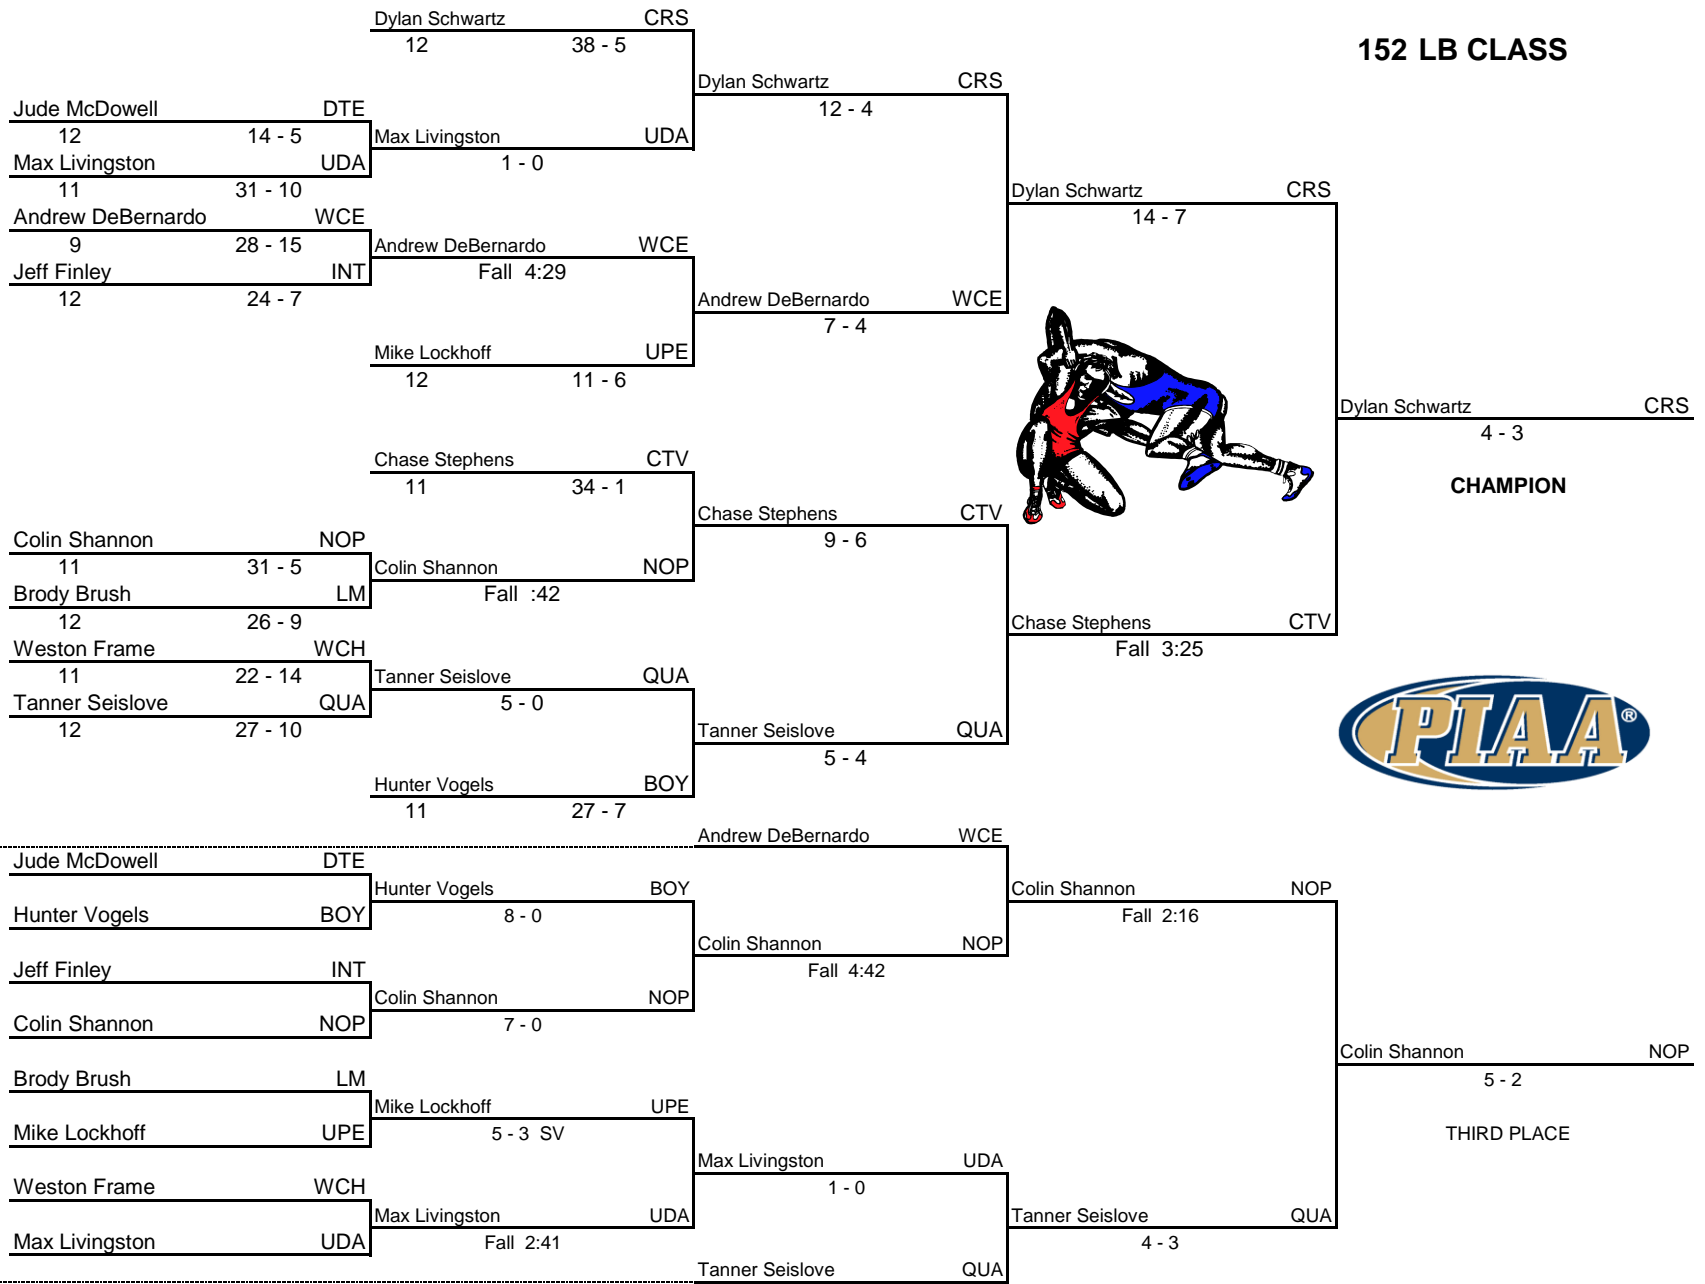 Dylan Schwartz CRS
12 38 - 5
152 LB CLASS
Dylan Schwartz CRS
12 - 4
Jude McDowell DTE
12 14 - 5
Max Livingston UDA
1 - 0
Max Livingston UDA
11 31 - 10
Dylan Schwartz CRS
14 - 7
Andrew DeBernardo WCE
9 28 - 15
Andrew DeBernardo WCE
Fall 4:29
Jeff Finley INT
12 24 - 7
Andrew DeBernardo WCE
7 - 4
Mike Lockhoff UPE
12 11 - 6
Dylan Schwartz CRS
4 - 3
CHAMPION
Chase Stephens CTV
11 34 - 1
Chase Stephens CTV
9 - 6
Colin Shannon NOP
11 31 - 5
Colin Shannon NOP
Fall :42
Brody Brush LM
12 26 - 9
Chase Stephens CTV
Fall 3:25
Weston Frame WCH
11 22 - 14
Tanner Seislove QUA
5 - 0
Tanner Seislove QUA
12 27 - 10
Tanner Seislove QUA
5 - 4
PIAA®
Hunter Vogels BOY
11 27 - 7
Andrew DeBernardo WCE
Jude McDowell DTE
Hunter Vogels BOY
8 - 0
Colin Shannon NOP
Fall 2:16
Hunter Vogels BOY
Colin Shannon NOP
Fall 4:42
Jeff Finley INT
Colin Shannon NOP
7 - 0
Colin Shannon NOP
Colin Shannon NOP
5 - 2
THIRD PLACE
Brody Brush LM
Mike Lockhoff UPE
5 - 3 SV
Mike Lockhoff UPE
Max Livingston UDA
1 - 0
Weston Frame WCH
Max Livingston UDA
Fall 2:41
Tanner Seislove QUA
4 - 3
Max Livingston UDA
Tanner Seislove QUA